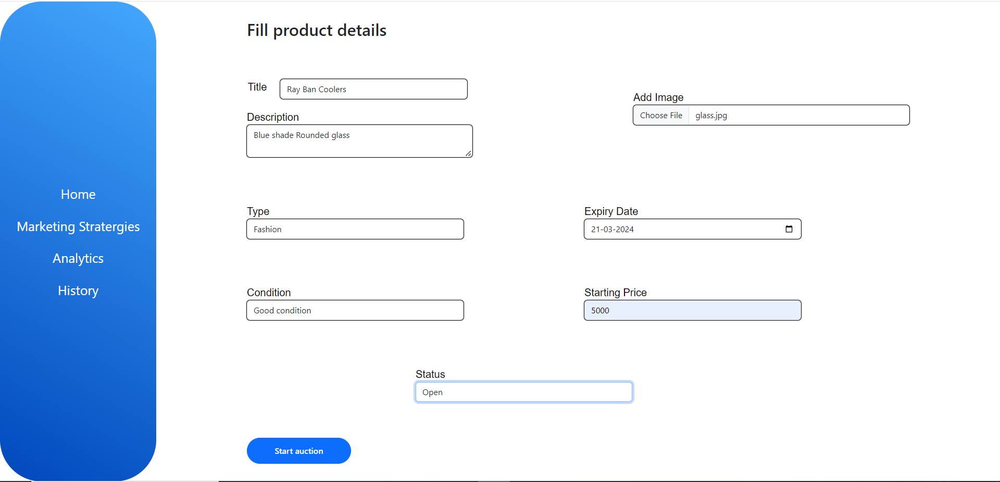 Home
Marketing Stratergies
Analytics
History
Fill product details
Title
Ray Ban Coolers
Add Image
Choose File glass.jpg
Description
Blue shade Rounded glass
Type
Fashion
Expiry Date
21-03-2024
Condition
Good condition
Starting Price
5000
Status
Open
Start auction